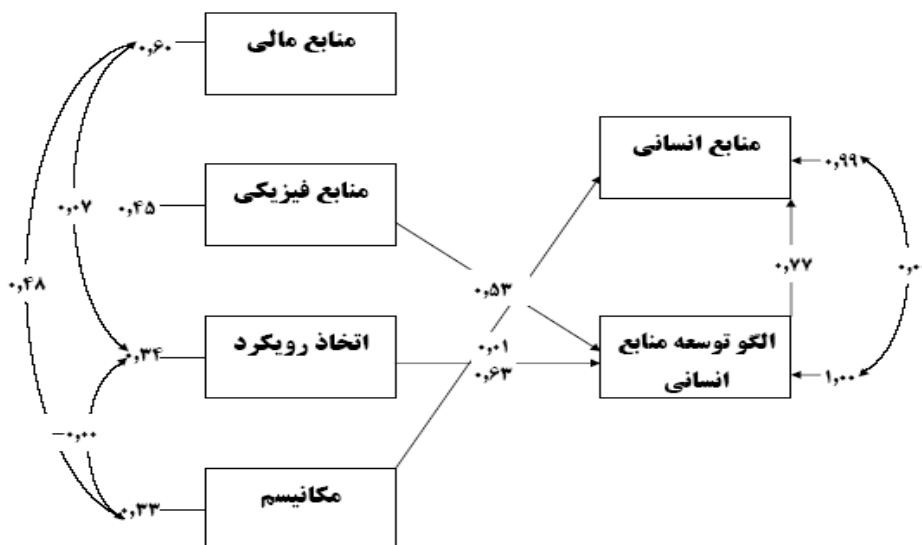 منابع مالی
۰٫۶۰
منابع فیزیکی
۰٫۴۵
اتخاذ رویکرد
۰٫۳۴
مکانیسم
۰٫۳۳
۰٫۰۷
۰٫۴۸
−۰٫۰۰
۰٫۵۳
۰٫۰۱
۰٫۶۳
منابع انسانی
۰٫۹۹
۰٫۷۷
الگو توسعه منابع
انسانی
۱٫۰۰
۰٫۰